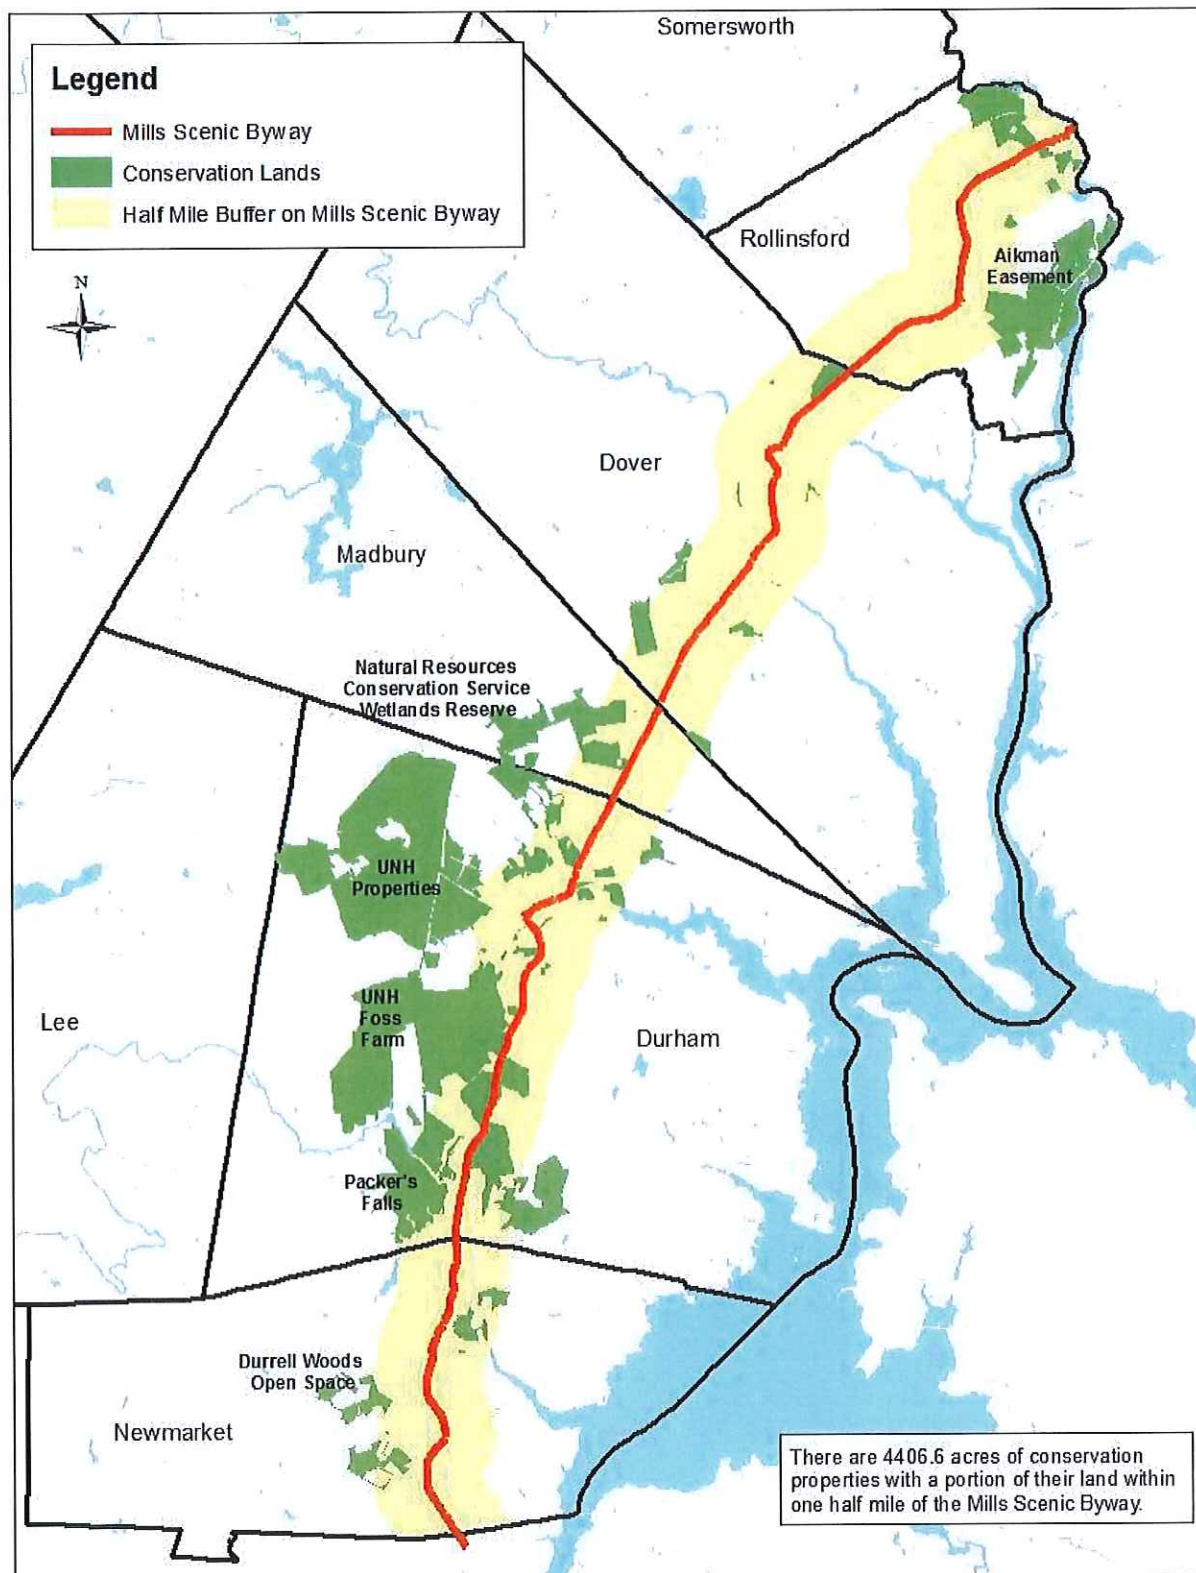 Somersworth
Legend
Mills Scenic Byway
Conservation Lands
Half Mile Buffer on Mills Scenic Byway
Rollinsford
Aikman
Easement
N
Dover
Madbury
Natural Resources
Conservation Service
Wetlands Reserve
UNH
Properties
UNH
Foss
Farm
Lee
Durham
Packer's
Falls
Durrell Woods
Open Space
Newmarket
There are 4406.6 acres of conservation
properties with a portion of their land within
one half mile of the Mills Scenic Byway.